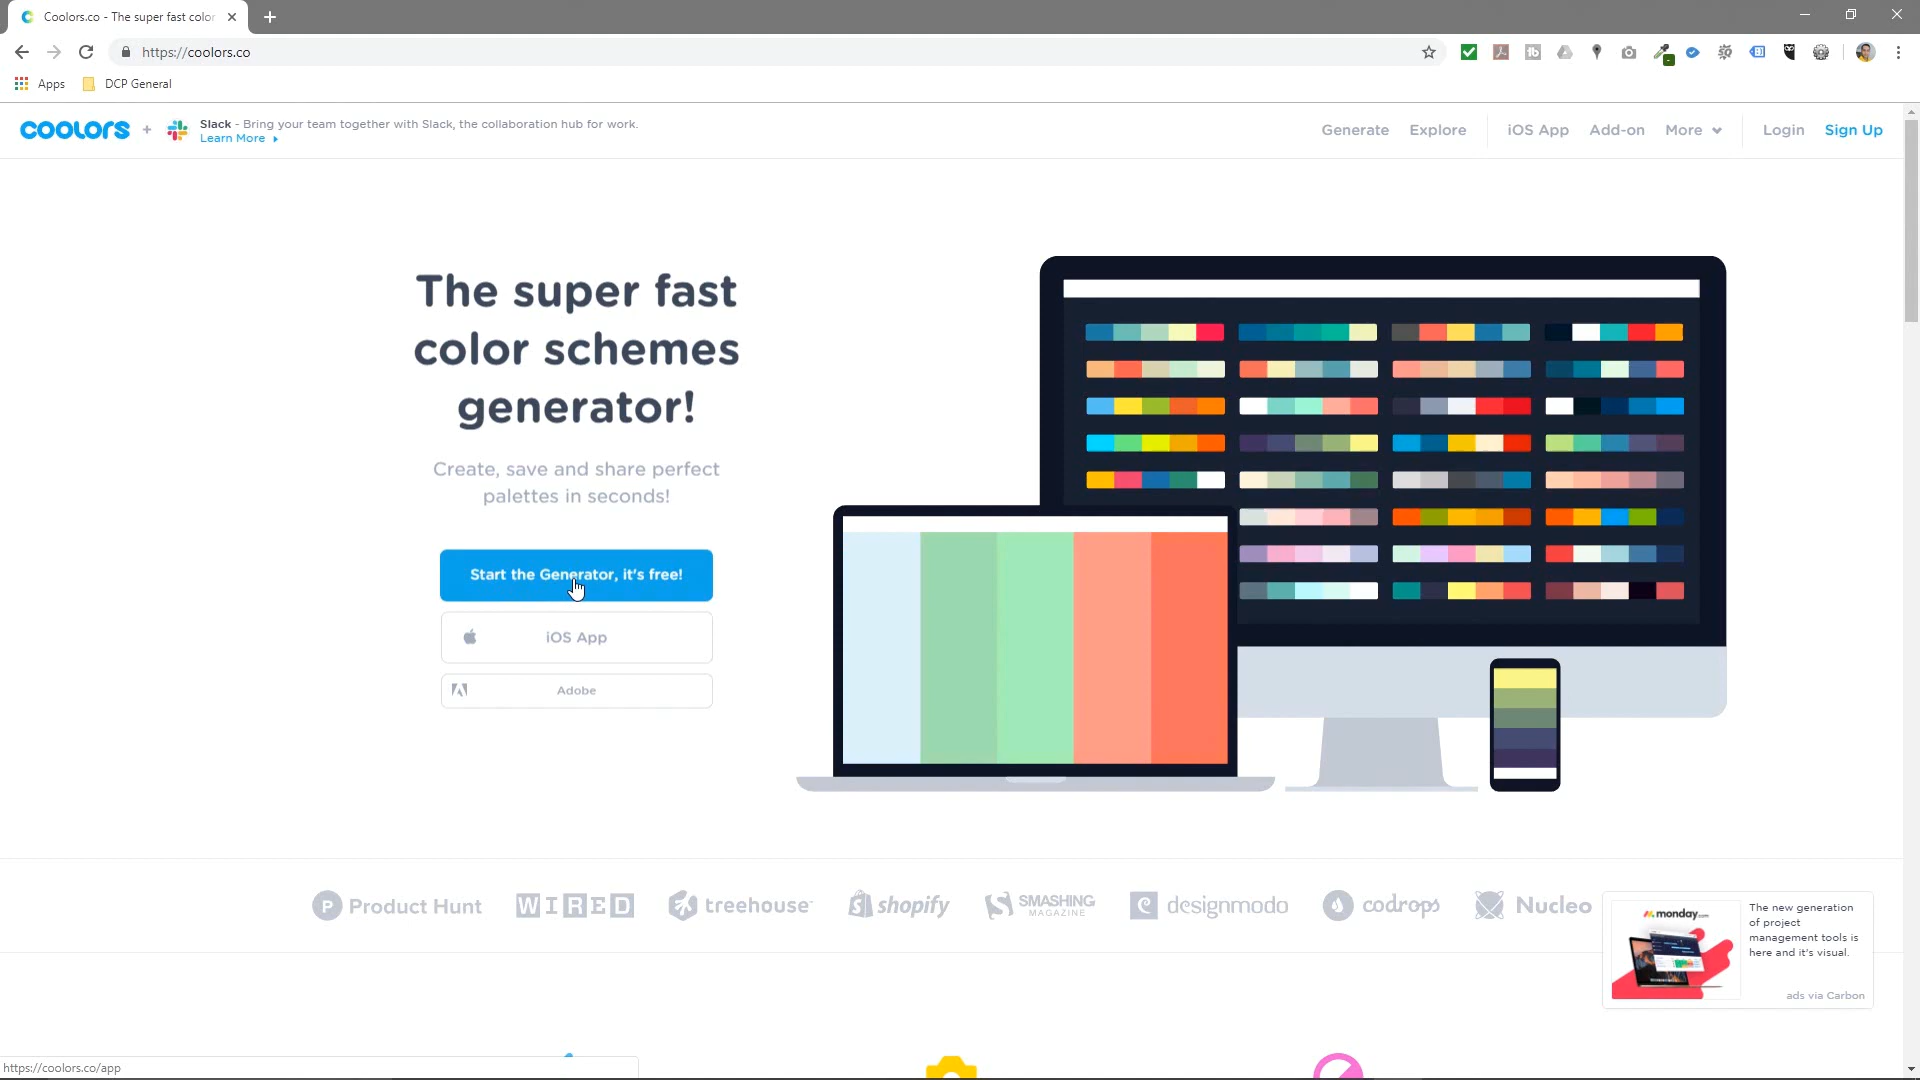 Coolors.co - The super fast color
https://coolors.co
Apps
DCP General
coolors
+
Slack - Bring your team together with Slack, the collaboration hub for work.
Learn More
Generate
Explore
iOS App
Add-on
More
Login
Sign Up
The super fast
color schemes
generator!
Create, save and share perfect
palettes in seconds!
Start the Generator, it's free!
iOS App
Adobe
Product Hunt
WIRED
treehouse
shopify
SMASHING
MAGAZINE
designmodo
codrops
Nucleo
monday.com
The new generation
of project
management tools is
here and it's visual.
ads via Carbon
https://coolors.co/app